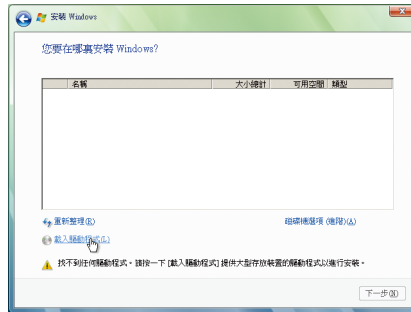 安裝 Windows
您要在哪裏安裝 Windows?
名稱 大小總計 可用空間 類型
重新整理(R) 磁碟機選項 (進階)(A)
載入驅動程式(L)
找不到任何驅動程式。請按一下 [載入驅動程式] 提供大型存放裝置的驅動程式以進行安裝。
下一步(N)